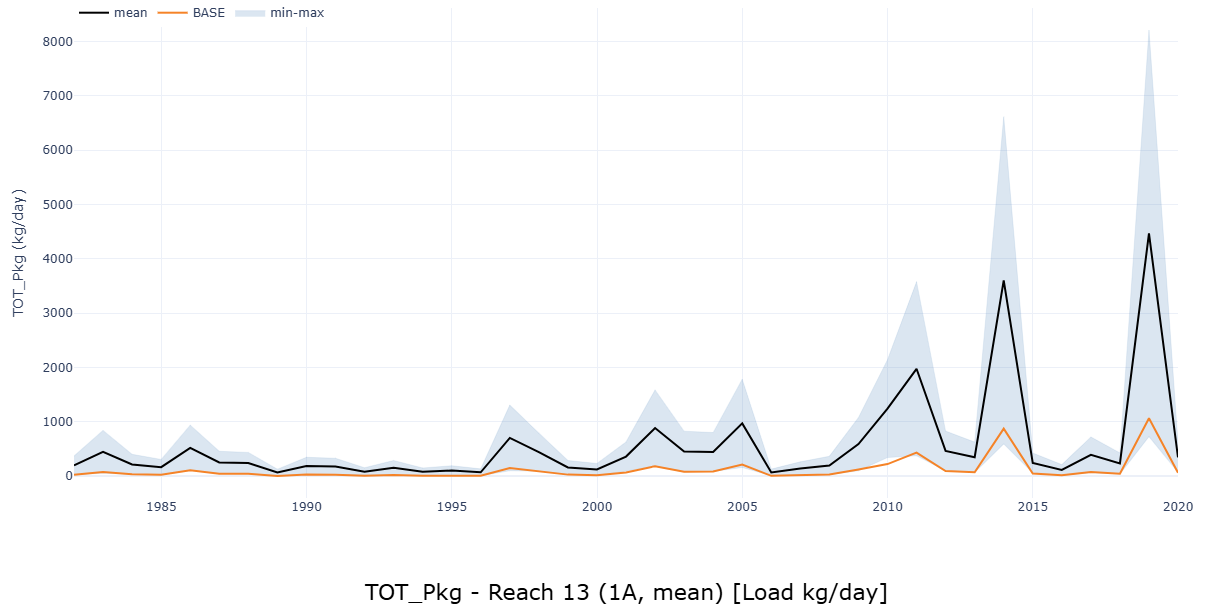 mean BASE min-max
8000
7000
6000
5000
4000
3000
2000
1000
0
TOT_Pkg (kg/day)
1985 1990 1995 2000 2005 2010 2015 2020
TOT_Pkg - Reach 13 (1A, mean) [Load kg/day]